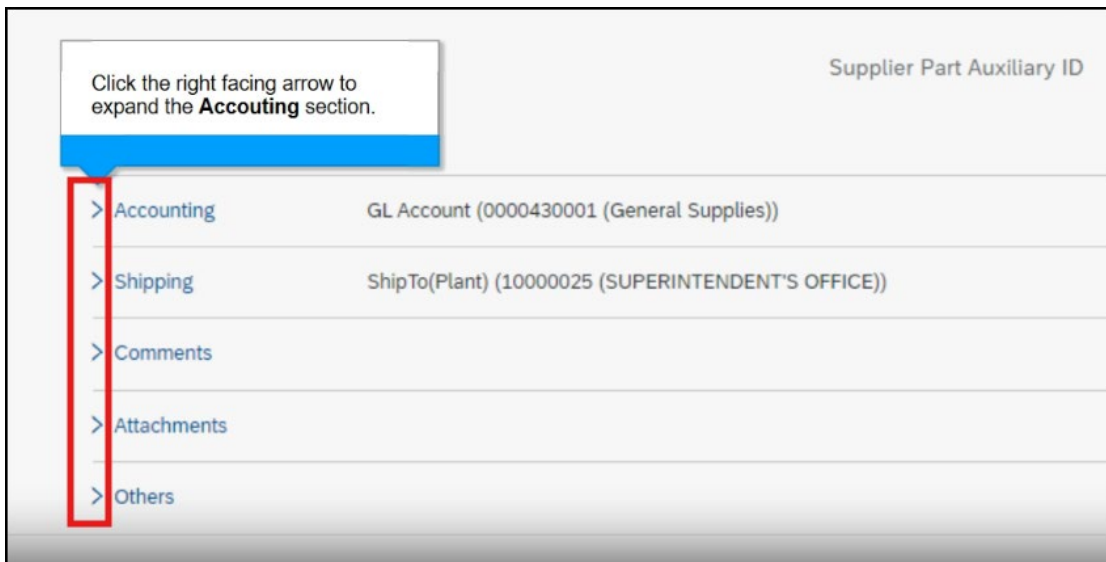 Supplier Part Auxiliary ID
Click the right facing arrow to
expand the Accouting section.
Accounting GL Account (0000430001 (General Supplies))
Shipping ShipTo(Plant) (10000025 (SUPERINTENDENT'S OFFICE))
Comments
Attachments
Others